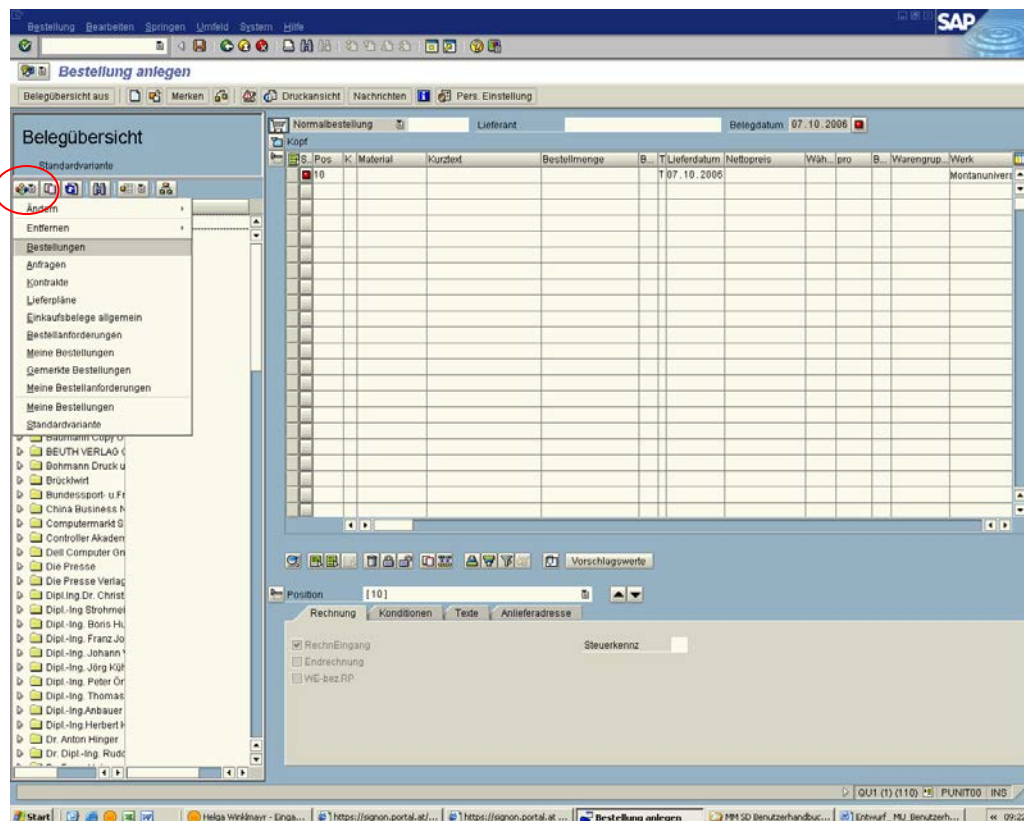 Bestellung Bearbeiten Springen Umfeld System Hilfe
SAP
Bestellung anlegen
Belegübersicht aus Merken Druckansicht Nachrichten Pers. Einstellung
Belegübersicht
Standardvariante
Ändern
Entfernen
Bestellungen
Anfragen
Kontrakte
Lieferpläne
Einkaufsbelege allgemein
Bestellanforderungen
Meine Bestellungen
Gemerkte Bestellungen
Meine Bestellanforderungen
Meine Bestellungen
Standardvariante
Baumann Copy U
BEUTH VERLAG
Bohmann Druck u
Brücklwirt
Bundessport- u.Fr
China Business N
Computermarkt S
Controller Akadem
Dell Computer Gm
Die Presse
Die Presse Verlag
Dipl.Ing.Dr. Christ
Dipl.-Ing Strohmei
Dipl.-Ing. Boris Hu
Dipl.-Ing. Franz Jo
Dipl.-Ing. Johann
Dipl.-Ing. Jörg Küh
Dipl.-Ing. Peter Or
Dipl.-Ing. Thomas
Dipl.-Ing.Anbauer
Dipl.-Ing.Herbert H
Dr. Anton Hinger
Dr. Dipl.-Ing. Rudo
Normalbestellung Lieferant Belegdatum 07.10.2006
Kopf
S.. Pos K Material Kurztext Bestellmenge B... T Lieferdatum Nettopreis Wäh... pro B... Warengrup... Werk
10 T 07.10.2006 Montanunivers
Vorschlagswerte
Position [10]
Rechnung Konditionen Texte Anlieferadresse
RechnEingang Steuerkennz
Endrechnung
WE-bez.RP
QU1 (1) (110) PUNIT00 INS
Start Helga Winklmayr - Einga... https://signon.portal.at/... https://signon.portal.at ... Bestellung anlegen MM SD Benutzerhandbuc... Entwurf_MU_Benutzerh... « 09:22